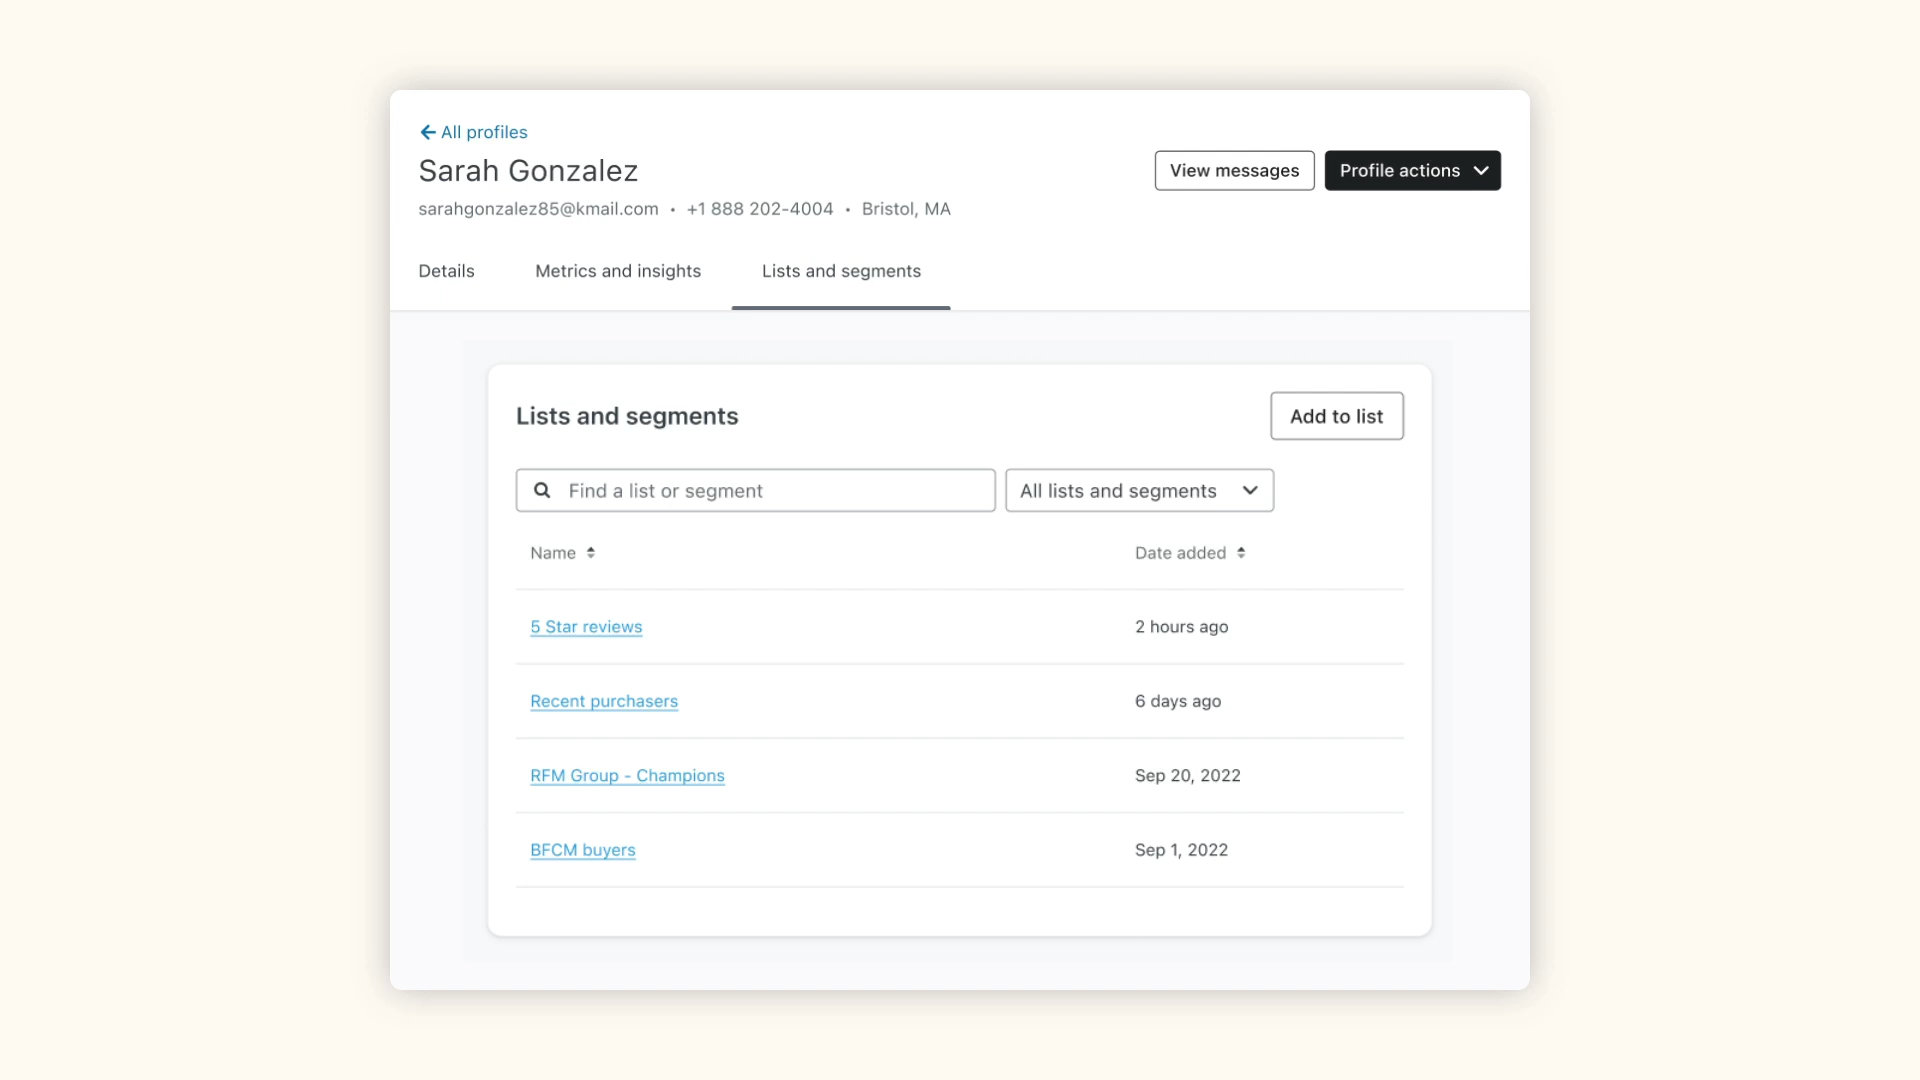 All profiles
Sarah Gonzalez
View messages
Profile actions
sarahgonzalez85@kmail.com • +1 888 202-4004 • Bristol, MA
Details
Metrics and insights
Lists and segments
Lists and segments
Add to list
Find a list or segment
All lists and segments
Name
Date added
5 Star reviews
2 hours ago
Recent purchasers
6 days ago
RFM Group - Champions
Sep 20, 2022
BFCM buyers
Sep 1, 2022